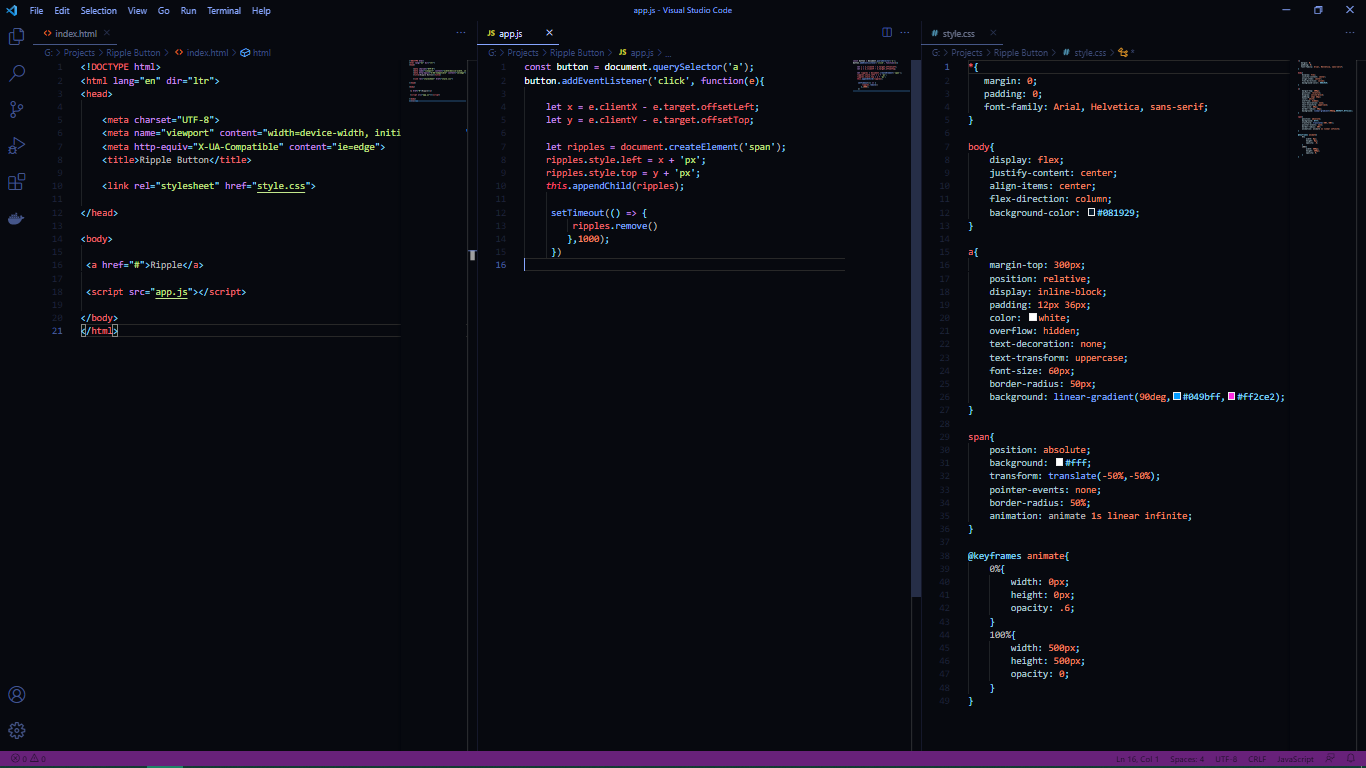 File Edit Selection View Go Run Terminal Help
app.js - Visual Studio Code
index.html
G: > Projects > Ripple Button > index.html > html
1 <!DOCTYPE html>
2 <html lang="en" dir="ltr">
3 <head>
4
5 <meta charset="UTF-8">
6 <meta name="viewport" content="width=device-width, initi
7 <meta http-equiv="X-UA-Compatible" content="ie=edge">
8 <title>Ripple Button</title>
9
10 <link rel="stylesheet" href="style.css">
11
12 </head>
13
14 <body>
15
16 <a href="#">Ripple</a>
17
18 <script src="app.js"></script>
19
20 </body>
21 </html>
JS app.js
G: > Projects > Ripple Button > JS app.js > ...
1 const button = document.querySelector('a');
2 button.addEventListener('click', function(e){
3
4 let x = e.clientX - e.target.offsetLeft;
5 let y = e.clientY - e.target.offsetTop;
6
7 let ripples = document.createElement('span');
8 ripples.style.left = x + 'px';
9 ripples.style.top = y + 'px';
10 this.appendChild(ripples);
11
12 setTimeout(() => {
13 ripples.remove()
14 },1000);
15 })
16
# style.css
G: > Projects > Ripple Button > # style.css > *
1 *{
2 margin: 0;
3 padding: 0;
4 font-family: Arial, Helvetica, sans-serif;
5 }
6
7 body{
8 display: flex;
9 justify-content: center;
10 align-items: center;
11 flex-direction: column;
12 background-color: #081929;
13 }
14
15 a{
16 margin-top: 300px;
17 position: relative;
18 display: inline-block;
19 padding: 12px 36px;
20 color: white;
21 overflow: hidden;
22 text-decoration: none;
23 text-transform: uppercase;
24 font-size: 60px;
25 border-radius: 50px;
26 background: linear-gradient(90deg,#049bff,#ff2ce2);
27 }
28
29 span{
30 position: absolute;
31 background: #fff;
32 transform: translate(-50%,-50%);
33 pointer-events: none;
34 border-radius: 50%;
35 animation: animate 1s linear infinite;
36 }
37
38 @keyframes animate{
39 0%{
40 width: 0px;
41 height: 0px;
42 opacity: .6;
43 }
44 100%{
45 width: 500px;
46 height: 500px;
47 opacity: 0;
48 }
49 }
0 0
Ln 16, Col 1 Spaces: 4 UTF-8 CRLF JavaScript